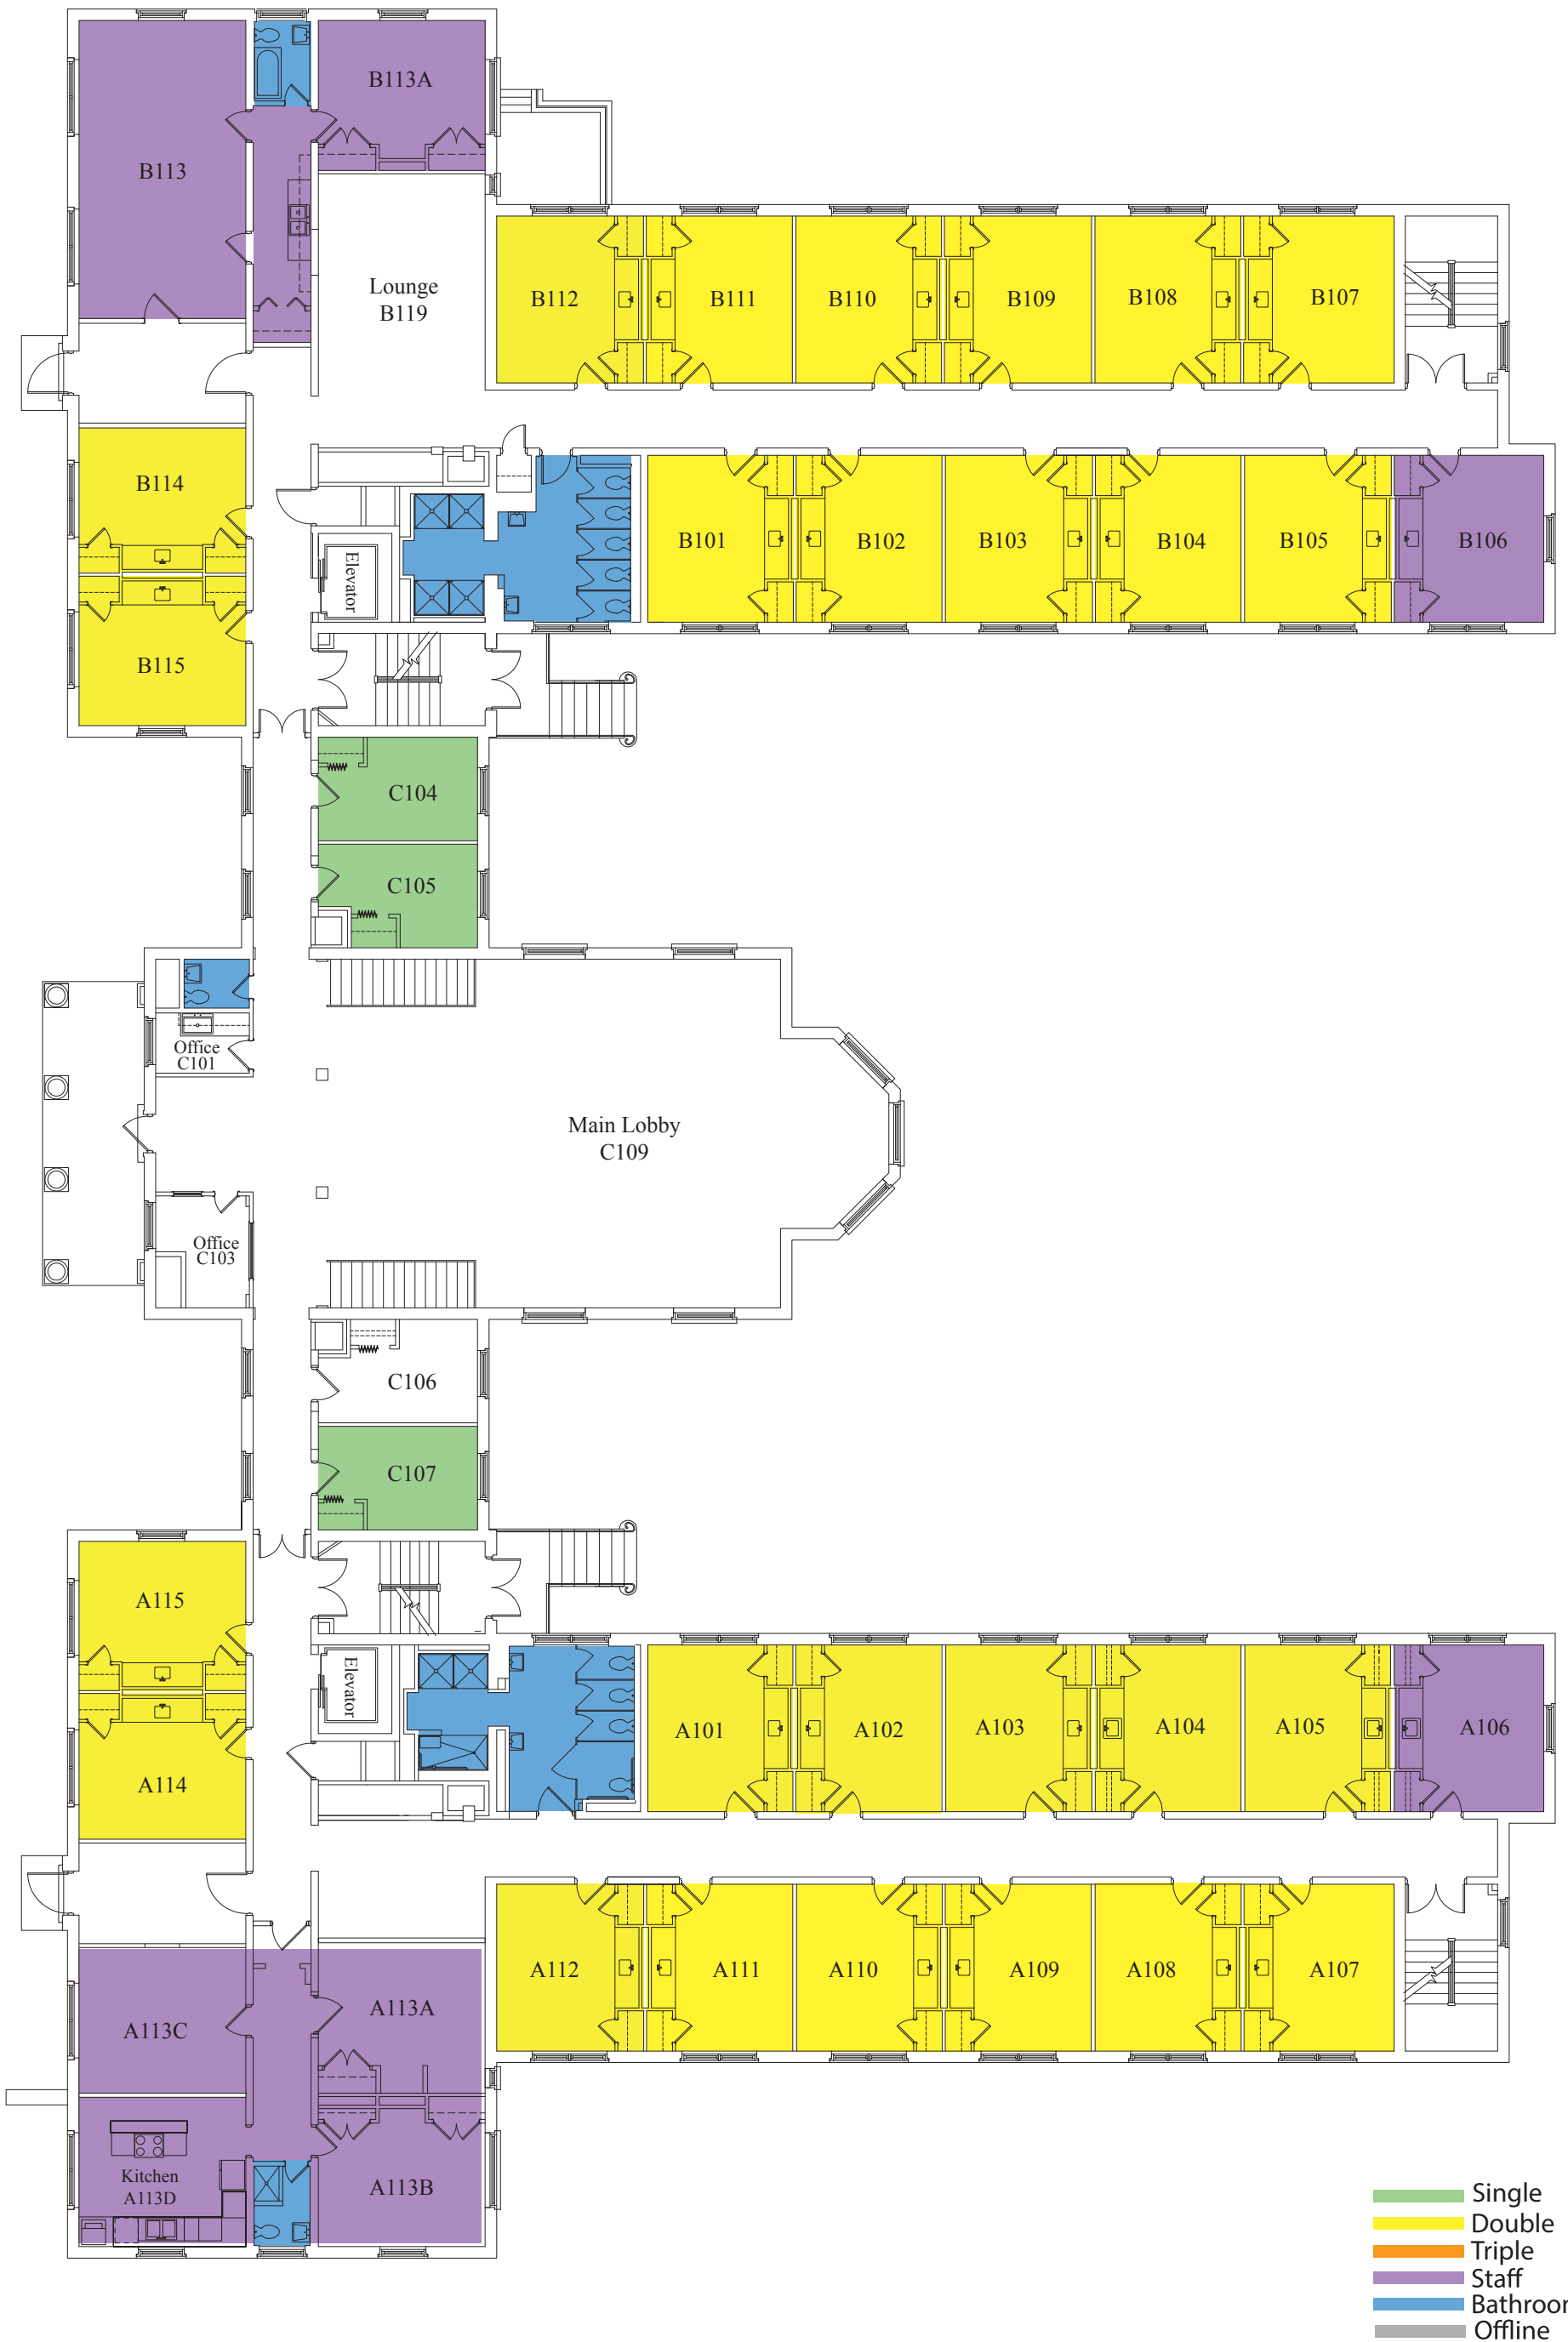 B113A
B113
Lounge
B119
B112
B111
B110
B109
B108
B107
B114
B101
B102
B103
B104
B105
B106
Elevator
B115
C104
C105
Office
C101
Main Lobby
C109
Office
C103
C106
C107
A115
Elevator
A101
A102
A103
A104
A105
A106
A114
A112
A111
A110
A109
A108
A107
A113A
A113C
Kitchen
A113D
A113B
Single
Double
Triple
Staff
Bathroom
Offline